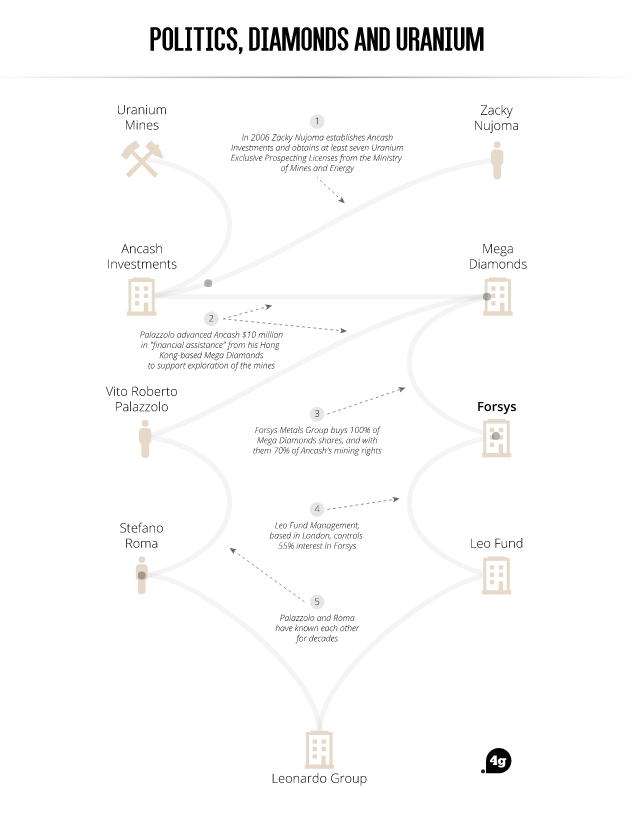 POLITICS, DIAMONDS AND URANIUM
Uranium
Mines
1
In 2006 Zacky Nujoma establishes Ancash
Investments and obtains at least seven Uranium
Exclusive Prospecting Licenses from the Ministry
of Mines and Energy
Zacky
Nujoma
Ancash
Investments
Mega
Diamonds
2
Palazzolo advanced Ancash $10 million
in "financial assistance" from his Hong
Kong-based Mega Diamonds
to support exploration of the mines
Vito Roberto
Palazzolo
3
Forsys Metals Group buys 100% of
Mega Diamonds shares, and with
them 70% of Ancash's mining rights
Forsys
4
Leo Fund Management,
based in London, controls
55% interest in Forsys
Stefano
Roma
Leo Fund
5
Palazzolo and Roma
have known each other
for decades
Leonardo Group
4g